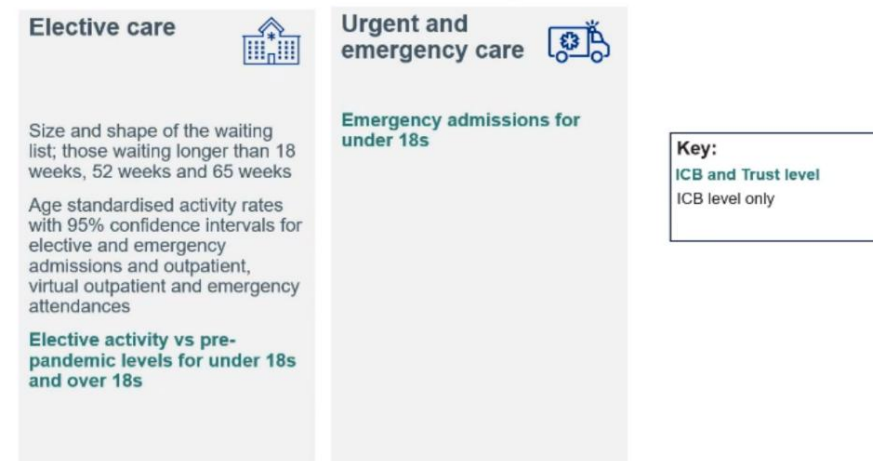 Elective care
Size and shape of the waiting
list; those waiting longer than 18
weeks, 52 weeks and 65 weeks
Age standardised activity rates
with 95% confidence intervals for
elective and emergency
admissions and outpatient,
virtual outpatient and emergency
attendances
Elective activity vs pre-
pandemic levels for under 18s
and over 18s
Urgent and
emergency care
Emergency admissions for
under 18s
Key:
ICB and Trust level
ICB level only